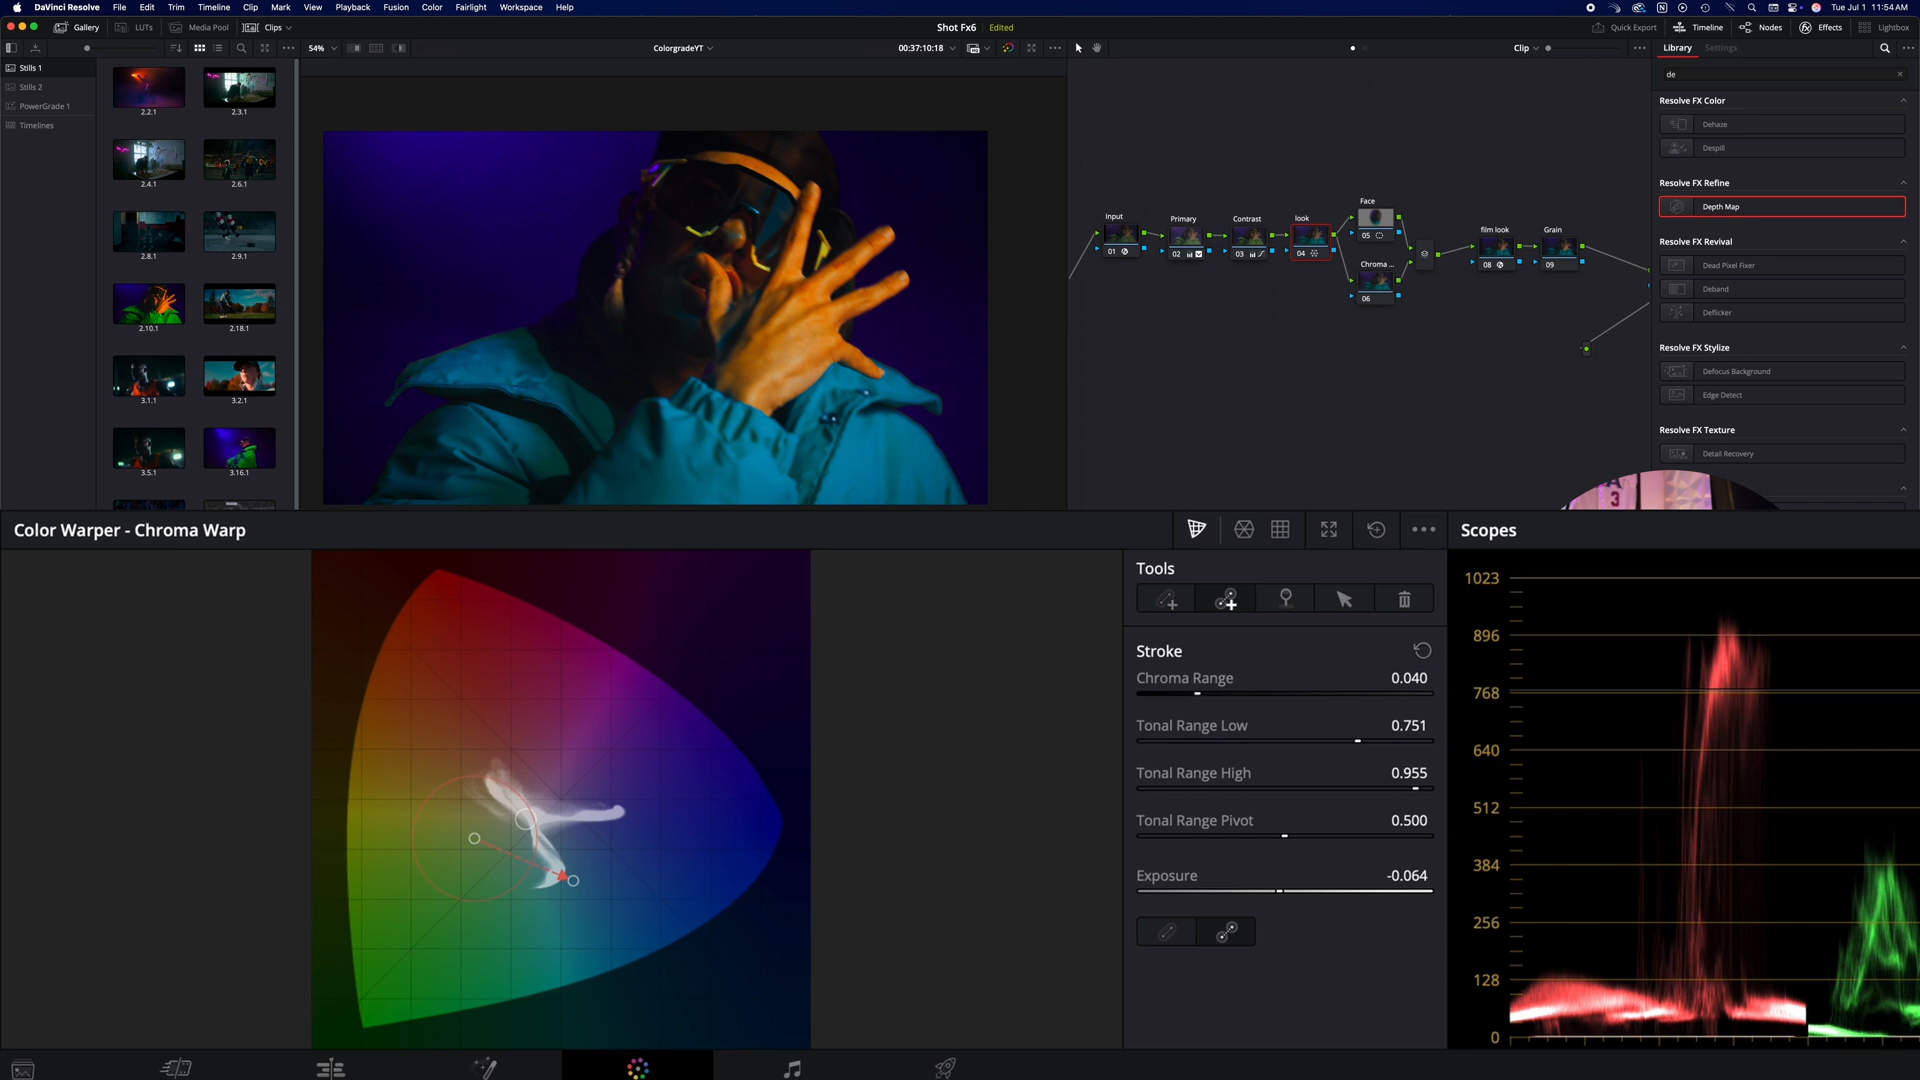 DaVinci Resolve File Edit Trim Timeline Clip Mark View Playback Fusion Color Fairlight Workspace Help Tue Jul 1 11:54 AM
Gallery LUTs Media Pool Clips Shot Fx6 Edited Quick Export Timeline Nodes Effects Lightbox
54% ColorgradeYT 00:37:10:18 Clip Library Settings
Stills 1
Stills 2
PowerGrade 1
Timelines
2.2.1 2.3.1
2.4.1 2.6.1
2.8.1 2.9.1
2.10.1 2.18.1
3.1.1 3.2.1
3.5.1 3.16.1
Input
01
Primary
02
Contrast
03
look
04
Face
05
Chroma ...
06
film look
08
Grain
09
de
Resolve FX Color
Dehaze
Despill
Resolve FX Refine
Depth Map
Resolve FX Revival
Dead Pixel Fixer
Deband
Deflicker
Resolve FX Stylize
Defocus Background
Edge Detect
Resolve FX Texture
Detail Recovery
3
Color Warper - Chroma Warp
Tools
Stroke
Chroma Range 0.040
Tonal Range Low 0.751
Tonal Range High 0.955
Tonal Range Pivot 0.500
Exposure -0.064
Scopes
1023
896
768
640
512
384
256
128
0